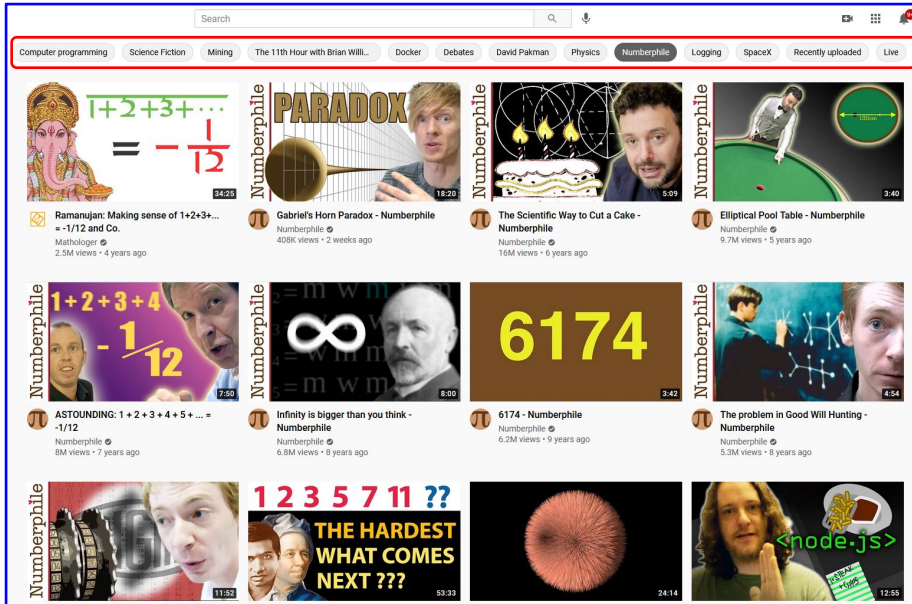 Search
9+
Computer programming Science Fiction Mining The 11th Hour with Brian Willi... Docker Debates David Pakman Physics Numberphile Logging SpaceX Recently uploaded Live
1+2+3+···
= - 1/12
34:25
Numberphile
PARADOX
18:20
Numberphile
5:09
Numberphile
130cm
3:40
Ramanujan: Making sense of 1+2+3+...
= -1/12 and Co.
Mathologer
2.5M views • 4 years ago
Gabriel's Horn Paradox - Numberphile
Numberphile
408K views • 2 weeks ago
The Scientific Way to Cut a Cake -
Numberphile
Numberphile
16M views • 6 years ago
Elliptical Pool Table - Numberphile
Numberphile
9.7M views • 5 years ago
Numberphile
1+2+3+4
- 1/12
7:50
Numberphile
∞
= m w m
8:00
6174
3:42
Numberphile
4:54
ASTOUNDING: 1 + 2 + 3 + 4 + 5 + ... =
-1/12
Numberphile
8M views • 7 years ago
Infinity is bigger than you think -
Numberphile
Numberphile
6.8M views • 8 years ago
6174 - Numberphile
Numberphile
6.2M views • 9 years ago
The problem in Good Will Hunting -
Numberphile
Numberphile
5.3M views • 8 years ago
Numberphile
11:52
1 2 3 5 7 11 ??
THE HARDEST
WHAT COMES
NEXT ???
53:33
24:14
<node.js>
12:55